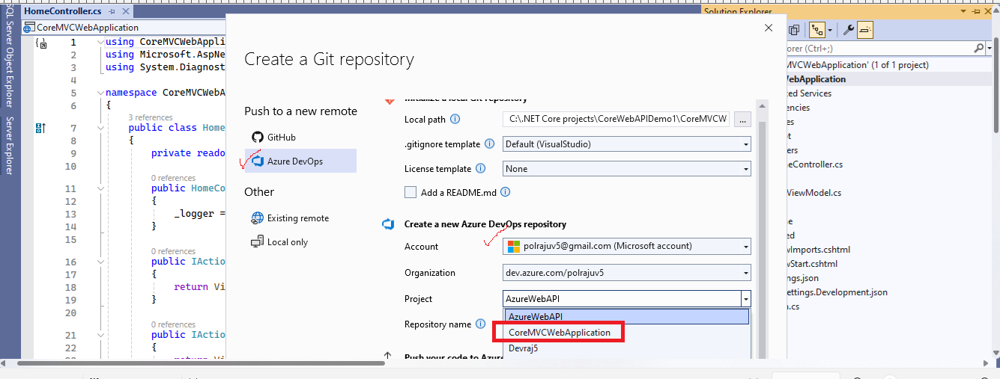 SQL Server Object Explorer
Server Explorer
HomeController.cs
CoreMVCWebApplication
1 using CoreMVCWebAppli
2 using Microsoft.AspNe
3 using System.Diagnost
4
5 namespace CoreMVCWebA
6 {
3 references
7 public class Home
8 {
9 private reado
10
0 references
11 public HomeCo
12 {
13 _logger =
14 }
15
0 references
16 public IActio
17 {
18 return Vi
19 }
20
0 references
21 public IActio
22 {
return Vi
Create a Git repository
Push to a new remote
GitHub
Azure DevOps
Other
Existing remote
Local only
Initialize a local Git repository
Local path C:\.NET Core projects\CoreWebAPIDemo1\CoreMVCW ...
.gitignore template Default (VisualStudio)
License template None
Add a README.md
Create a new Azure DevOps repository
Account polrajuv5@gmail.com (Microsoft account)
Organization dev.azure.com/polrajuv5
Project AzureWebAPI
AzureWebAPI
Repository name CoreMVCWebApplication
Devraj5
Push your code to Azure
Solution Explorer
orer (Ctrl+;)
MVCWebApplication' (1 of 1 project)
WebApplication
ted Services
encies
es
ot
ers
meController.cs
ViewModel.cs
me
ed
wImports.cshtml
wStart.cshtml
ngs.json
ettings.Development.json
m.cs